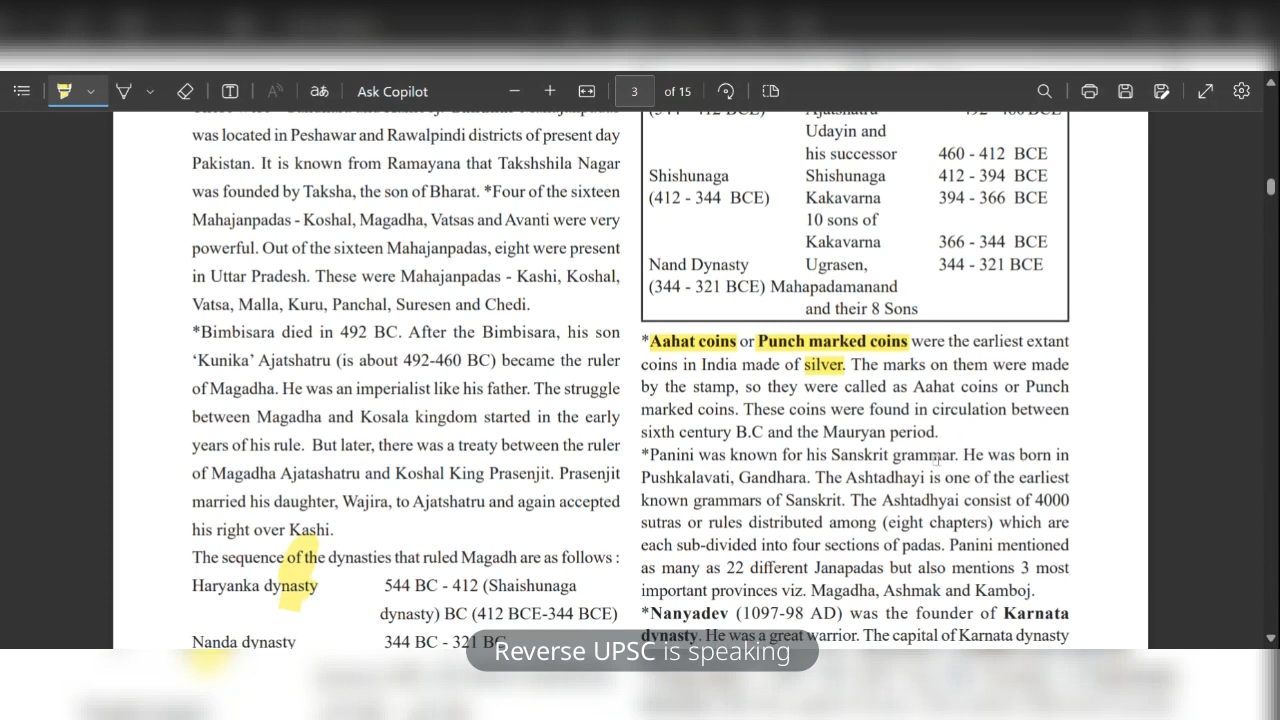 Ask Copilot
3
of 15
was located in Peshawar and Rawalpindi districts of present day
Pakistan. It is known from Ramayana that Takshshila Nagar
was founded by Taksha, the son of Bharat. *Four of the sixteen
Mahajanpadas - Koshal, Magadha, Vatsas and Avanti were very
powerful. Out of the sixteen Mahajanpadas, eight were present
in Uttar Pradesh. These were Mahajanpadas - Kashi, Koshal,
Vatsa, Malla, Kuru, Panchal, Suresen and Chedi.
*Bimbisara died in 492 BC. After the Bimbisara, his son
‘Kunika’ Ajatshatru (is about 492-460 BC) became the ruler
of Magadha. He was an imperialist like his father. The struggle
between Magadha and Kosala kingdom started in the early
years of his rule. But later, there was a treaty between the ruler
of Magadha Ajatashatru and Koshal King Prasenjit. Prasenjit
married his daughter, Wajira, to Ajatshatru and again accepted
his right over Kashi.
The sequence of the dynasties that ruled Magadh are as follows :
Haryanka dynasty 544 BC - 412 (Shaishunaga
dynasty) BC (412 BCE-344 BCE)
Nanda dynasty 344 BC - 321 BC
Udayin and
his successor 460 - 412 BCE
Shishunaga Shishunaga 412 - 394 BCE
(412 - 344 BCE) Kakavarna 394 - 366 BCE
10 sons of
Kakavarna 366 - 344 BCE
Nand Dynasty Ugrasen, 344 - 321 BCE
(344 - 321 BCE) Mahapadamanand
and their 8 Sons
*Aahat coins or Punch marked coins were the earliest extant
coins in India made of silver. The marks on them were made
by the stamp, so they were called as Aahat coins or Punch
marked coins. These coins were found in circulation between
sixth century B.C and the Mauryan period.
*Panini was known for his Sanskrit grammar. He was born in
Pushkalavati, Gandhara. The Ashtadhayi is one of the earliest
known grammars of Sanskrit. The Ashtadhyai consist of 4000
sutras or rules distributed among (eight chapters) which are
each sub-divided into four sections of padas. Panini mentioned
as many as 22 different Janapadas but also mentions 3 most
important provinces viz. Magadha, Ashmak and Kamboj.
*Nanyadev (1097-98 AD) was the founder of Karnata
dynasty. He was a great warrior. The capital of Karnata dynasty
Reverse UPSC is speaking